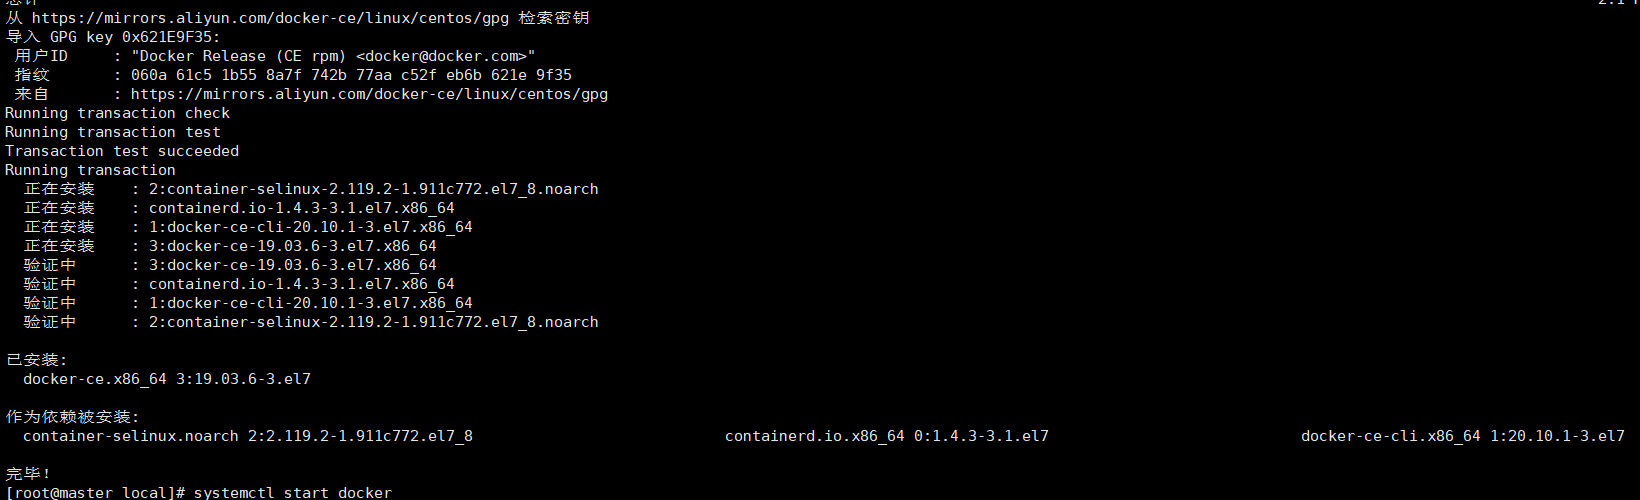 从 https://mirrors.aliyun.com/docker-ce/linux/centos/gpg 检索密钥
导入 GPG key 0x621E9F35:
 用户ID     : "Docker Release (CE rpm) <docker@docker.com>"
 指纹       : 060a 61c5 1b55 8a7f 742b 77aa c52f eb6b 621e 9f35
 来自       : https://mirrors.aliyun.com/docker-ce/linux/centos/gpg
Running transaction check
Running transaction test
Transaction test succeeded
Running transaction
  正在安装    : 2:container-selinux-2.119.2-1.911c772.el7_8.noarch
  正在安装    : containerd.io-1.4.3-3.1.el7.x86_64
  正在安装    : 1:docker-ce-cli-20.10.1-3.el7.x86_64
  正在安装    : 3:docker-ce-19.03.6-3.el7.x86_64
  验证中      : 3:docker-ce-19.03.6-3.el7.x86_64
  验证中      : containerd.io-1.4.3-3.1.el7.x86_64
  验证中      : 1:docker-ce-cli-20.10.1-3.el7.x86_64
  验证中      : 2:container-selinux-2.119.2-1.911c772.el7_8.noarch
已安装:
  docker-ce.x86_64 3:19.03.6-3.el7
作为依赖被安装:
  container-selinux.noarch 2:2.119.2-1.911c772.el7_8    containerd.io.x86_64 0:1.4.3-3.1.el7    docker-ce-cli.x86_64 1:20.10.1-3.el7
完毕！
[root@master local]# systemctl start docker